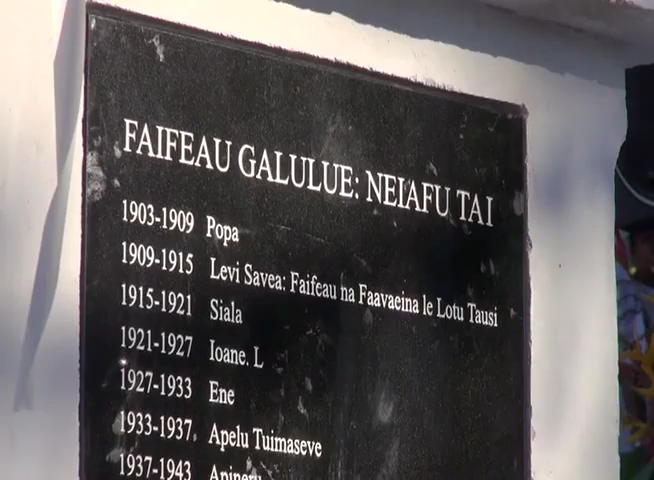 FAIFEAU GALULUE: NEIAFU TAI
1903-1909 Popa
1909-1915 Levi Savea: Faifeau na Faavaeina le Lotu Tausi
1915-1921 Siala
1921-1927 Ioane. L
1927-1933 Ene
1933-1937 Apelu Tuimaseve
1937-1943